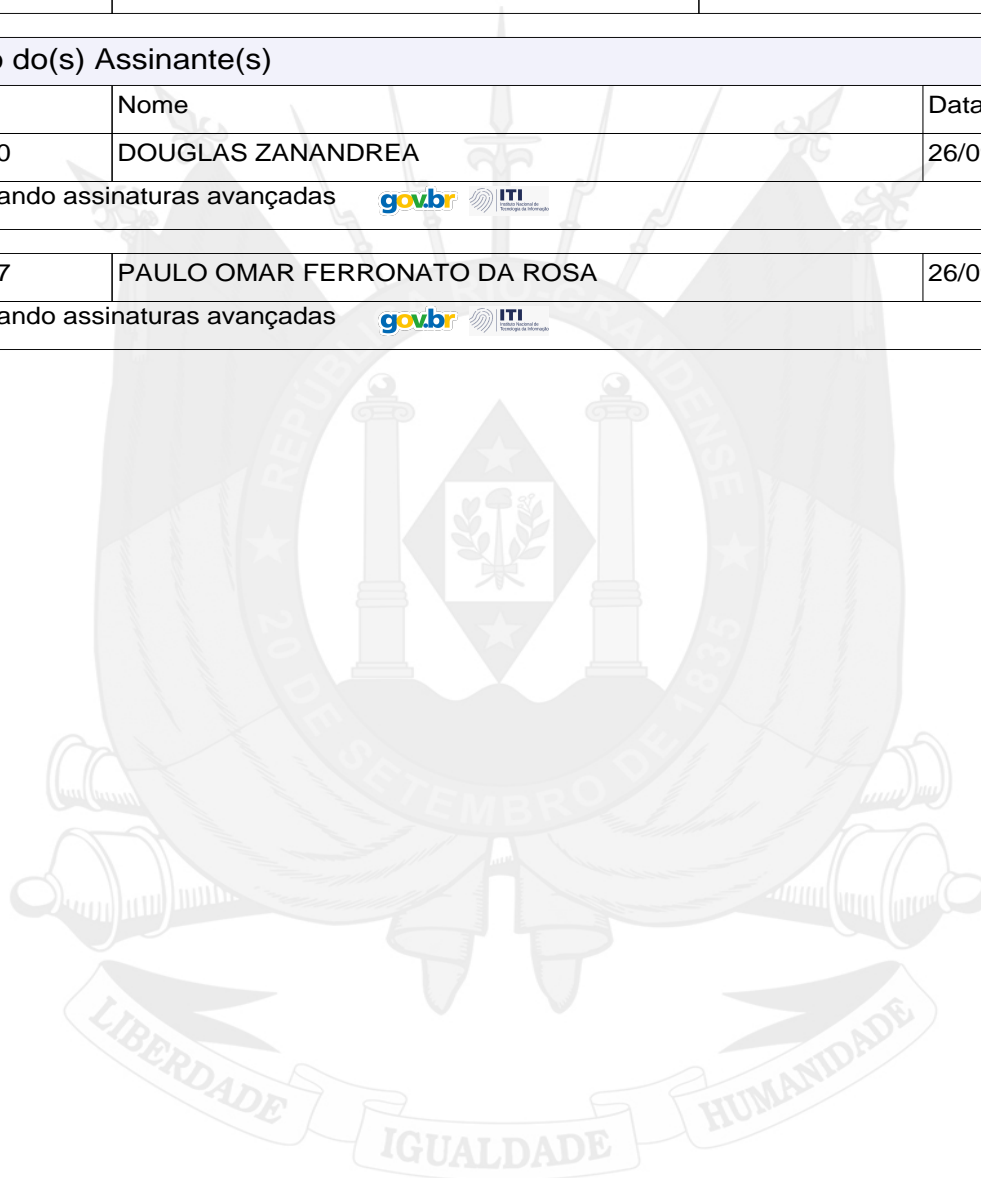 o do(s) Assinante(s)
Nome Data
0 DOUGLAS ZANANDREA 26/0
ando assinaturas avançadas gov.br ITI
7 PAULO OMAR FERRONATO DA ROSA 26/0
ando assinaturas avançadas gov.br ITI
REPÚBLICA RIOGRANDENSE
20 DE SETEMBRO DE 1835
LIBERDADE IGUALDADE HUMANIDADE